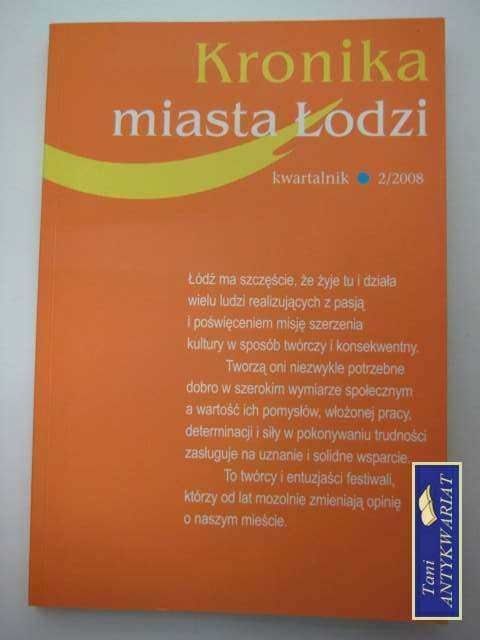 Kronika
miasta Łodzi
kwartalnik • 2/2008
Łódź ma szczęście, że żyje tu i działa
wielu ludzi realizujących z pasją
i poświęceniem misję szerzenia
kultury w sposób twórczy i konsekwentny.
Tworzą oni niezwykle potrzebne
dobro w szerokim wymiarze społecznym
a wartość ich pomysłów, włożonej pracy,
determinacji i siły w pokonywaniu trudności
zasługuje na uznanie i solidne wsparcie.
To twórcy i entuzjaści festiwali,
którzy od lat mozolnie zmieniają opinię
o naszym mieście.
Tani
ANTYKWARIAT